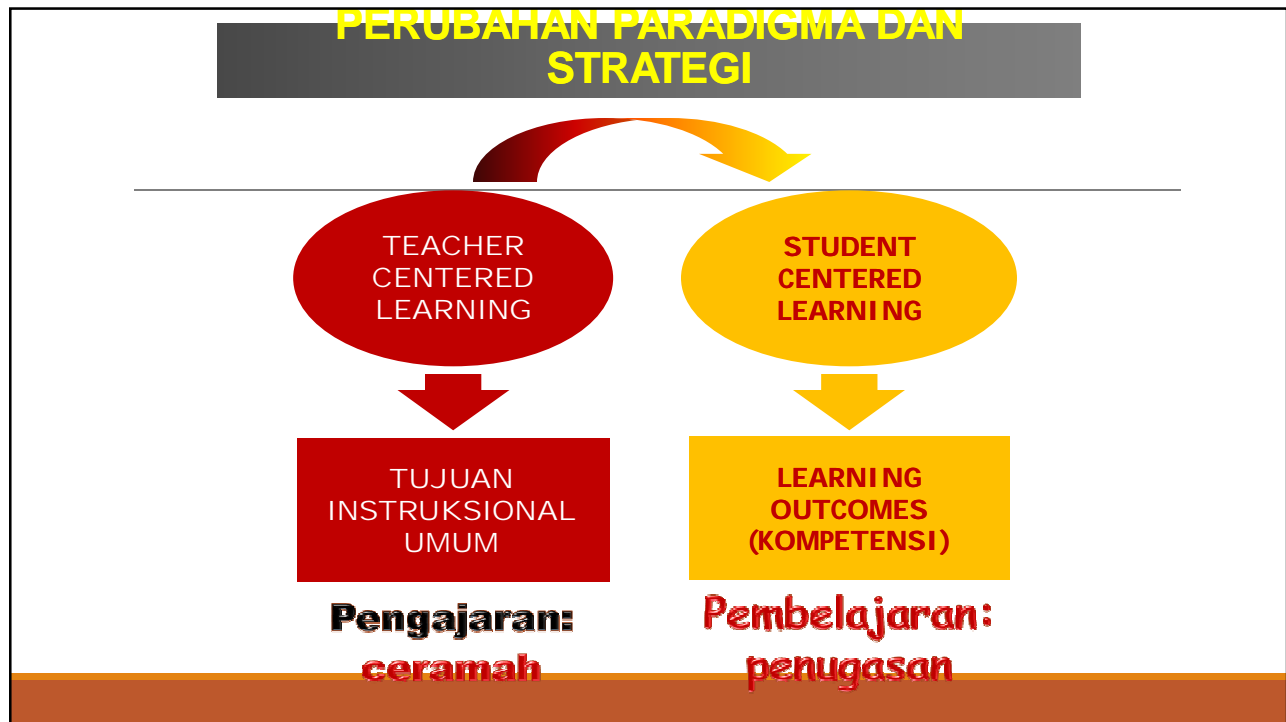 PERUBAHAN PARADIGMA DAN
STRATEGI
TEACHER
CENTERED
LEARNING
STUDENT
CENTERED
LEARNING
TUJUAN
INSTRUKSIONAL
UMUM
LEARNING
OUTCOMES
(KOMPETENSI)
Pengajaran:
ceramah
Pembelajaran:
penugasan